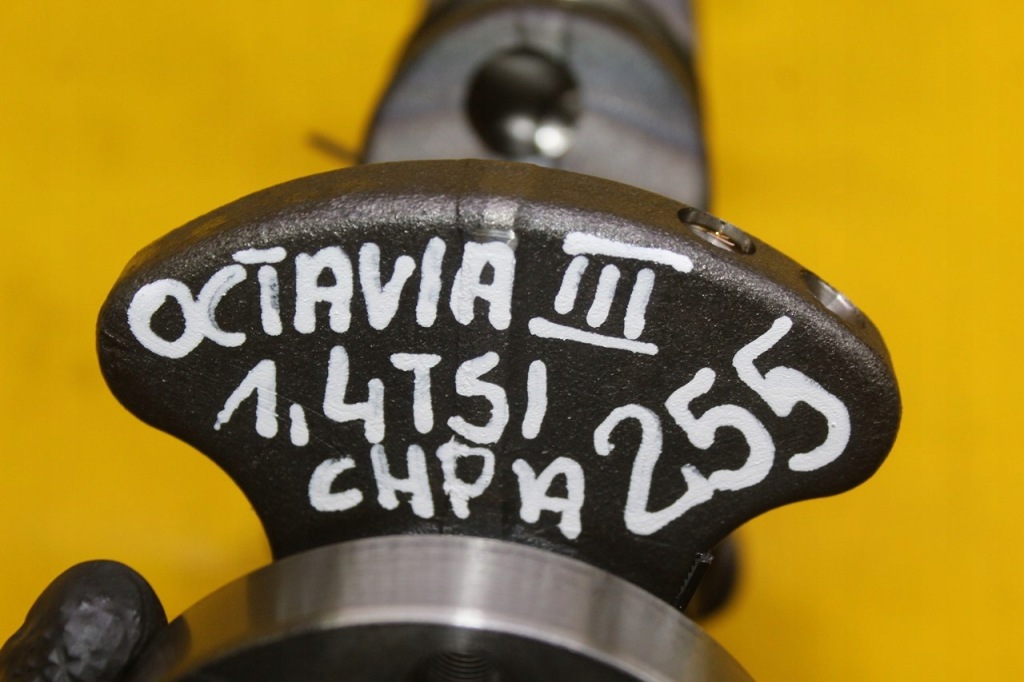 OCTAVIA III
1,4TSI
CHPA
255